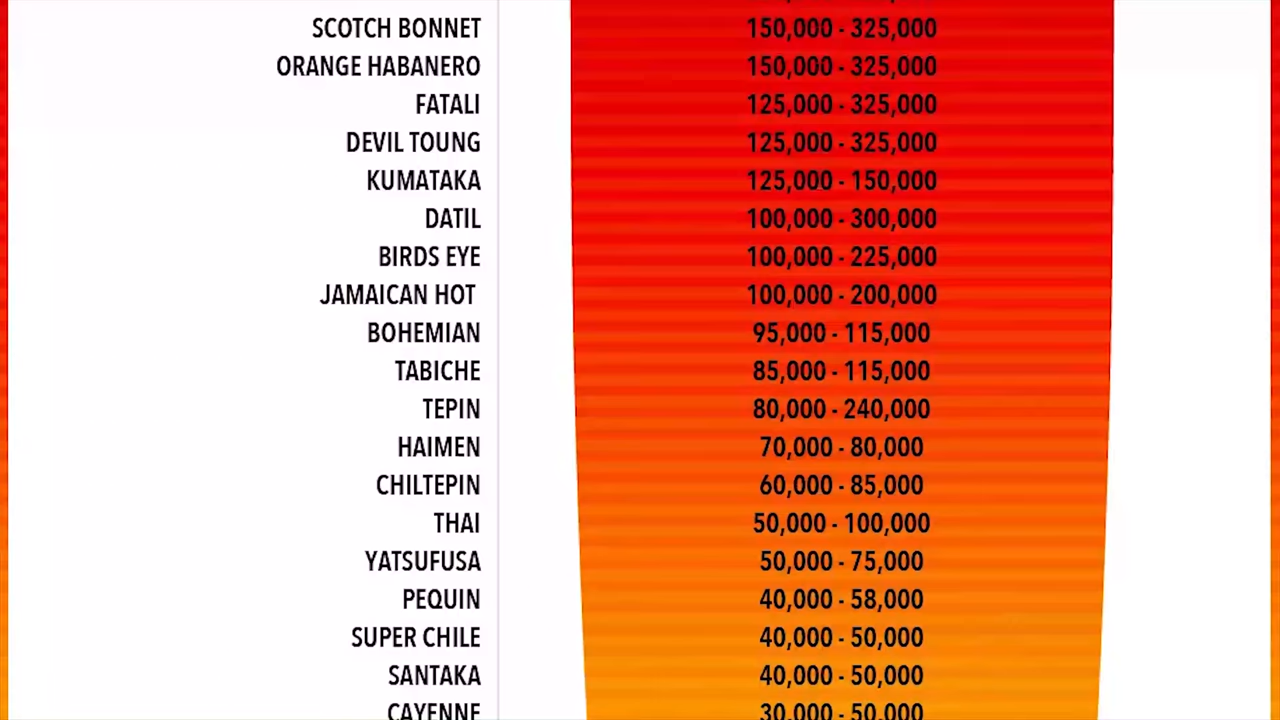 SCOTCH BONNET 150,000 - 325,000
ORANGE HABANERO 150,000 - 325,000
FATALI 125,000 - 325,000
DEVIL TOUNG 125,000 - 325,000
KUMATAKA 125,000 - 150,000
DATIL 100,000 - 300,000
BIRDS EYE 100,000 - 225,000
JAMAICAN HOT 100,000 - 200,000
BOHEMIAN 95,000 - 115,000
TABICHE 85,000 - 115,000
TEPIN 80,000 - 240,000
HAIMEN 70,000 - 80,000
CHILTEPIN 60,000 - 85,000
THAI 50,000 - 100,000
YATSUFUSA 50,000 - 75,000
PEQUIN 40,000 - 58,000
SUPER CHILE 40,000 - 50,000
SANTAKA 40,000 - 50,000
CAYENNE 30,000 - 50,000